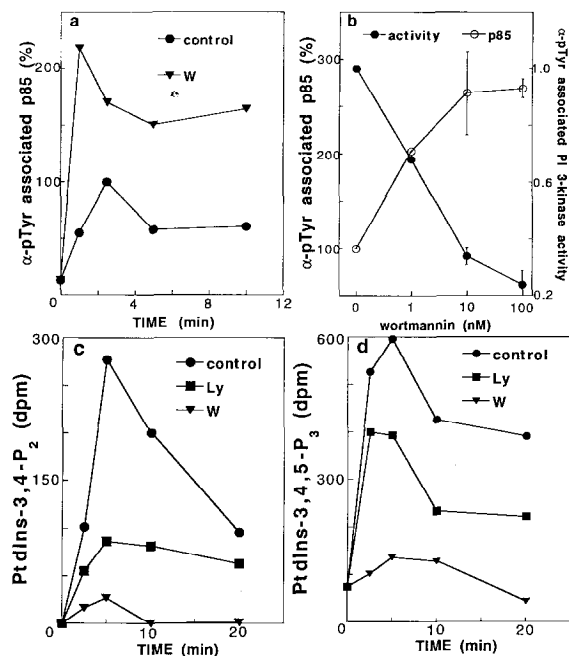 a
control
W
α-pTyr associated p85 (%)
200
100
0
0
4
8
12
TIME (min)
b
activity
p85
α-pTyr associated p85 (%)
300
200
100
α-pTyr associated PI 3-kinase activity
1.0
0.6
0.2
0
1
10
100
wortmannin (nM)
c
control
Ly
W
PtdIns-3,4-P2 (dpm)
300
150
0
0
10
20
TIME (min)
d
control
Ly
W
PtdIns-3,4,5-P3 (dpm)
600
300
0
0
10
20
TIME (min)